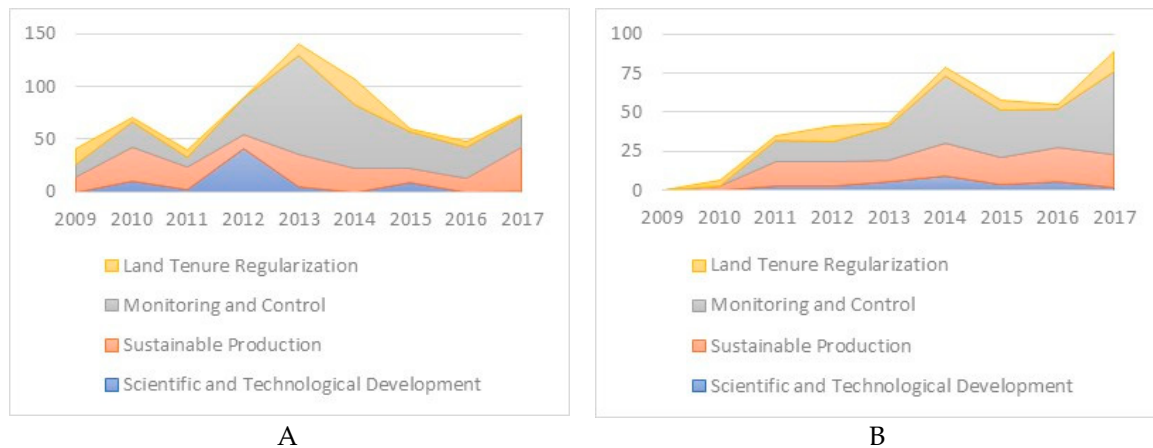 150
100
50
0
2009 2010 2011 2012 2013 2014 2015 2016 2017
Land Tenure Regularization
Monitoring and Control
Sustainable Production
Scientific and Technological Development
A
100
75
50
25
0
2009 2010 2011 2012 2013 2014 2015 2016 2017
Land Tenure Regularization
Monitoring and Control
Sustainable Production
Scientific and Technological Development
B